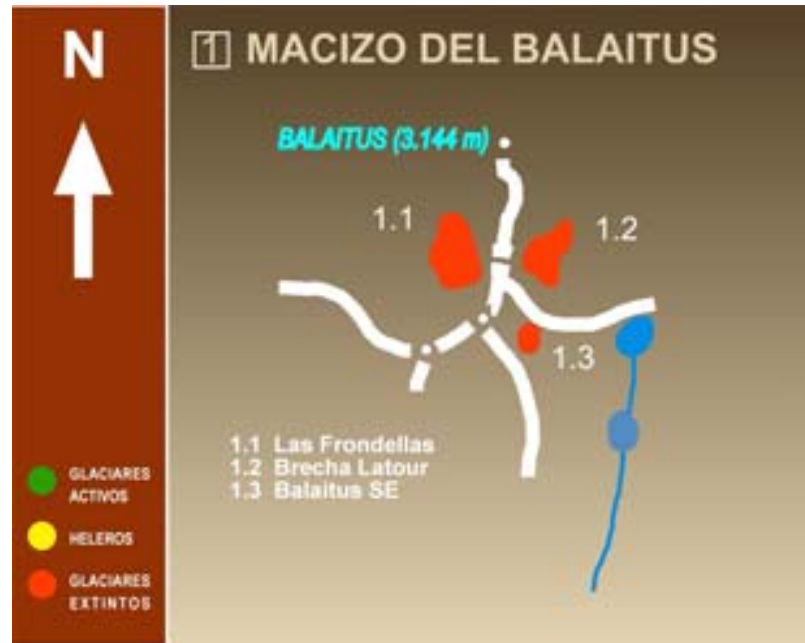 N
1 MACIZO DEL BALAITUS
BALAITUS (3.144 m)
1.1
1.2
1.3
1.1 Las Frondellas
1.2 Brecha Latour
1.3 Balaitus SE
GLACIARES
ACTIVOS
HELEROS
GLACIARES
EXTINTOS